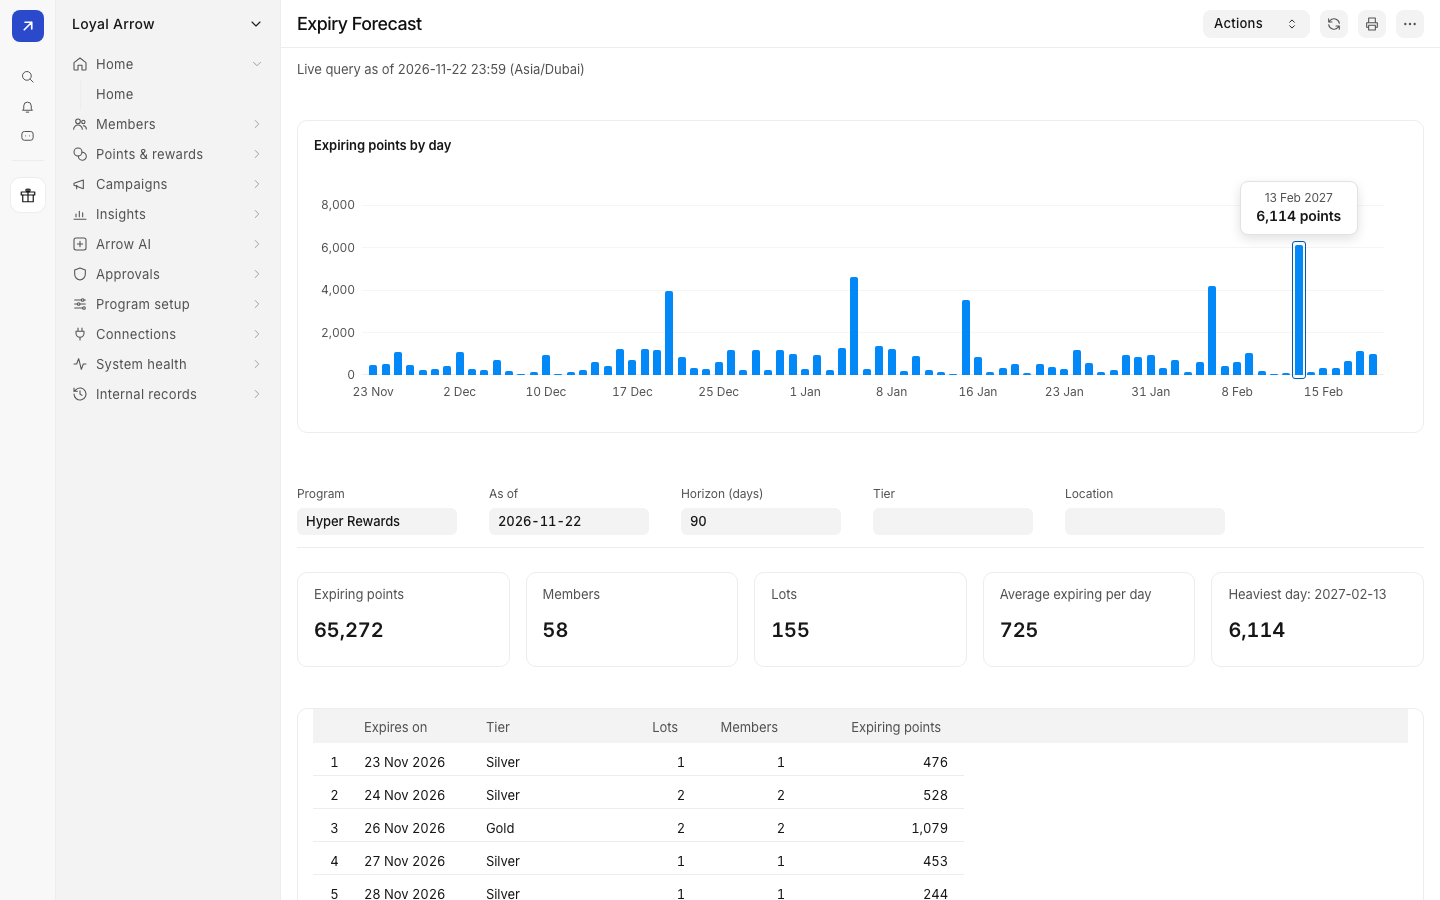 Loyal Arrow
Home
Home
Members
Points & rewards
Campaigns
Insights
Arrow AI
Approvals
Program setup
Connections
System health
Internal records
Expiry Forecast
Actions
Live query as of 2026-11-22 23:59 (Asia/Dubai)
Expiring points by day
13 Feb 2027
6,114 points
8,000
6,000
4,000
2,000
0
23 Nov 2 Dec 10 Dec 17 Dec 25 Dec 1 Jan 8 Jan 16 Jan 23 Jan 31 Jan 8 Feb 15 Feb
Program As of Horizon (days) Tier Location
Hyper Rewards 2026-11-22 90
Expiring points Members Lots Average expiring per day Heaviest day: 2027-02-13
65,272 58 155 725 6,114
Expires on Tier Lots Members Expiring points
1 23 Nov 2026 Silver 1 1 476
2 24 Nov 2026 Silver 2 2 528
3 26 Nov 2026 Gold 2 2 1,079
4 27 Nov 2026 Silver 1 1 453
5 28 Nov 2026 Silver 1 1 244